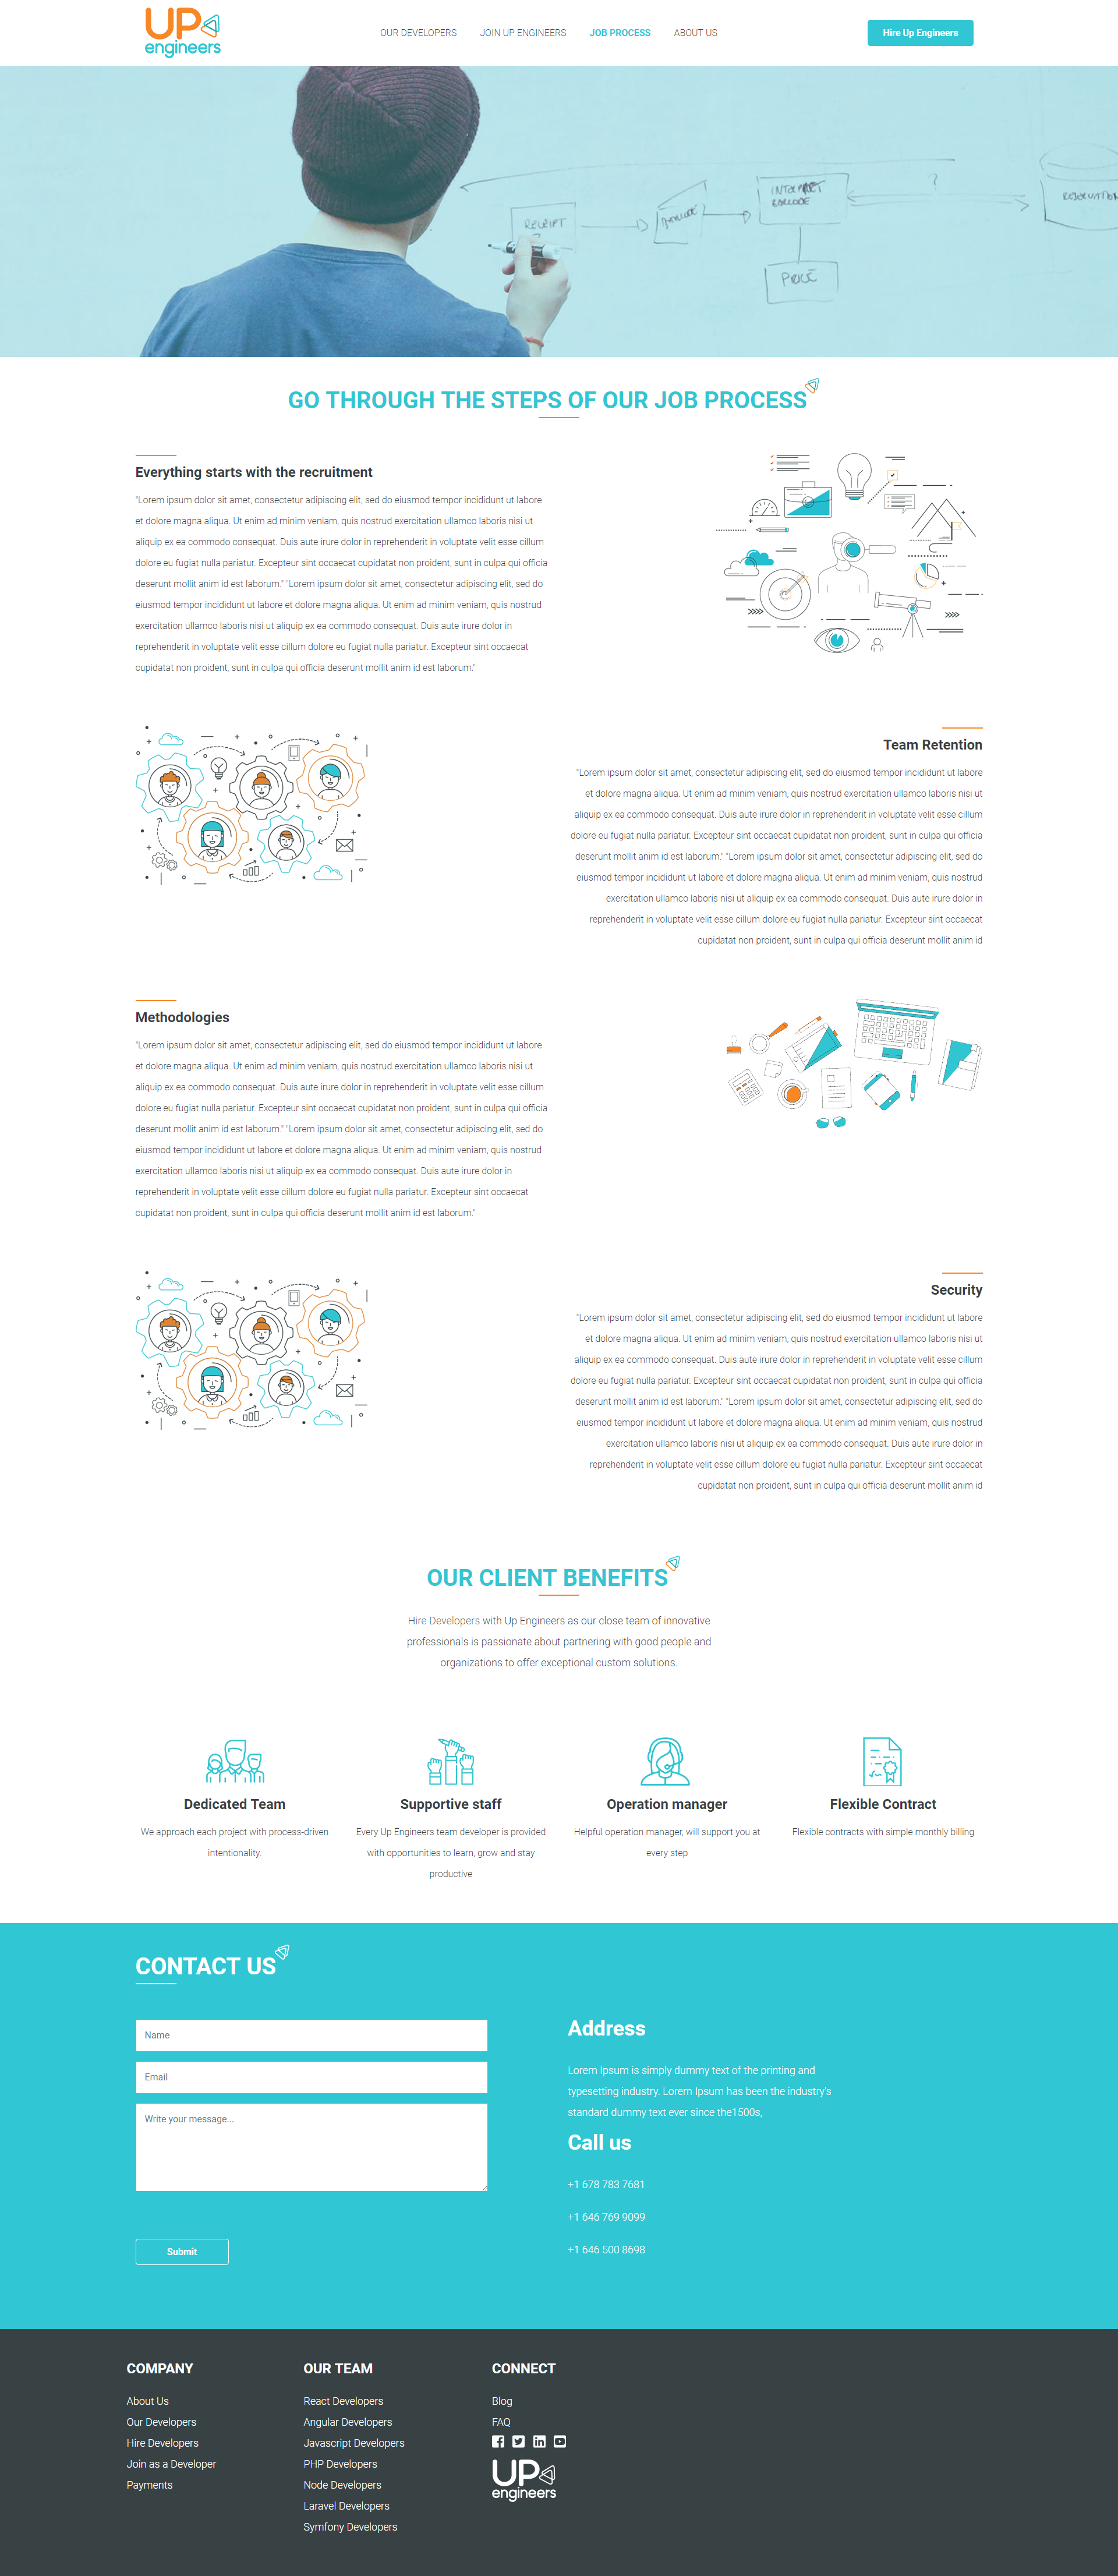 UP
engineers
OUR DEVELOPERS
JOIN UP ENGINEERS
JOB PROCESS
ABOUT US
Hire Up Engineers
RECEIPT
INTERPRET
BARCODE
PRICE
GO THROUGH THE STEPS OF OUR JOB PROCESS
Everything starts with the recruitment
"Lorem ipsum dolor sit amet, consectetur adipiscing elit, sed do eiusmod tempor incididunt ut labore
et dolore magna aliqua. Ut enim ad minim veniam, quis nostrud exercitation ullamco laboris nisi ut
aliquip ex ea commodo consequat. Duis aute irure dolor in reprehenderit in voluptate velit esse cillum
dolore eu fugiat nulla pariatur. Excepteur sint occaecat cupidatat non proident, sunt in culpa qui officia
deserunt mollit anim id est laborum." "Lorem ipsum dolor sit amet, consectetur adipiscing elit, sed do
eiusmod tempor incididunt ut labore et dolore magna aliqua. Ut enim ad minim veniam, quis nostrud
exercitation ullamco laboris nisi ut aliquip ex ea commodo consequat. Duis aute irure dolor in
reprehenderit in voluptate velit esse cillum dolore eu fugiat nulla pariatur. Excepteur sint occaecat
cupidatat non proident, sunt in culpa qui officia deserunt mollit anim id est laborum."
Team Retention
"Lorem ipsum dolor sit amet, consectetur adipiscing elit, sed do eiusmod tempor incididunt ut labore
et dolore magna aliqua. Ut enim ad minim veniam, quis nostrud exercitation ullamco laboris nisi ut
aliquip ex ea commodo consequat. Duis aute irure dolor in reprehenderit in voluptate velit esse cillum
dolore eu fugiat nulla pariatur. Excepteur sint occaecat cupidatat non proident, sunt in culpa qui officia
deserunt mollit anim id est laborum." "Lorem ipsum dolor sit amet, consectetur adipiscing elit, sed do
eiusmod tempor incididunt ut labore et dolore magna aliqua. Ut enim ad minim veniam, quis nostrud
exercitation ullamco laboris nisi ut aliquip ex ea commodo consequat. Duis aute irure dolor in
reprehenderit in voluptate velit esse cillum dolore eu fugiat nulla pariatur. Excepteur sint occaecat
cupidatat non proident, sunt in culpa qui officia deserunt mollit anim id
Methodologies
"Lorem ipsum dolor sit amet, consectetur adipiscing elit, sed do eiusmod tempor incididunt ut labore
et dolore magna aliqua. Ut enim ad minim veniam, quis nostrud exercitation ullamco laboris nisi ut
aliquip ex ea commodo consequat. Duis aute irure dolor in reprehenderit in voluptate velit esse cillum
dolore eu fugiat nulla pariatur. Excepteur sint occaecat cupidatat non proident, sunt in culpa qui officia
deserunt mollit anim id est laborum." "Lorem ipsum dolor sit amet, consectetur adipiscing elit, sed do
eiusmod tempor incididunt ut labore et dolore magna aliqua. Ut enim ad minim veniam, quis nostrud
exercitation ullamco laboris nisi ut aliquip ex ea commodo consequat. Duis aute irure dolor in
reprehenderit in voluptate velit esse cillum dolore eu fugiat nulla pariatur. Excepteur sint occaecat
cupidatat non proident, sunt in culpa qui officia deserunt mollit anim id est laborum."
Security
"Lorem ipsum dolor sit amet, consectetur adipiscing elit, sed do eiusmod tempor incididunt ut labore
et dolore magna aliqua. Ut enim ad minim veniam, quis nostrud exercitation ullamco laboris nisi ut
aliquip ex ea commodo consequat. Duis aute irure dolor in reprehenderit in voluptate velit esse cillum
dolore eu fugiat nulla pariatur. Excepteur sint occaecat cupidatat non proident, sunt in culpa qui officia
deserunt mollit anim id est laborum." "Lorem ipsum dolor sit amet, consectetur adipiscing elit, sed do
eiusmod tempor incididunt ut labore et dolore magna aliqua. Ut enim ad minim veniam, quis nostrud
exercitation ullamco laboris nisi ut aliquip ex ea commodo consequat. Duis aute irure dolor in
reprehenderit in voluptate velit esse cillum dolore eu fugiat nulla pariatur. Excepteur sint occaecat
cupidatat non proident, sunt in culpa qui officia deserunt mollit anim id
OUR CLIENT BENEFITS
Hire Developers with Up Engineers as our close team of innovative
professionals is passionate about partnering with good people and
organizations to offer exceptional custom solutions.
Dedicated Team
We approach each project with process-driven
intentionality.
Supportive staff
Every Up Engineers team developer is provided
with opportunities to learn, grow and stay
productive
Operation manager
Helpful operation manager, will support you at
every step
Flexible Contract
Flexible contracts with simple monthly billing
CONTACT US
Name
Email
Write your message...
Submit
Address
Lorem Ipsum is simply dummy text of the printing and
typesetting industry. Lorem Ipsum has been the industry's
standard dummy text ever since the1500s,
Call us
+1 678 783 7681
+1 646 769 9099
+1 646 500 8698
COMPANY
About Us
Our Developers
Hire Developers
Join as a Developer
Payments
OUR TEAM
React Developers
Angular Developers
Javascript Developers
PHP Developers
Node Developers
Laravel Developers
Symfony Developers
CONNECT
Blog
FAQ
UP
engineers